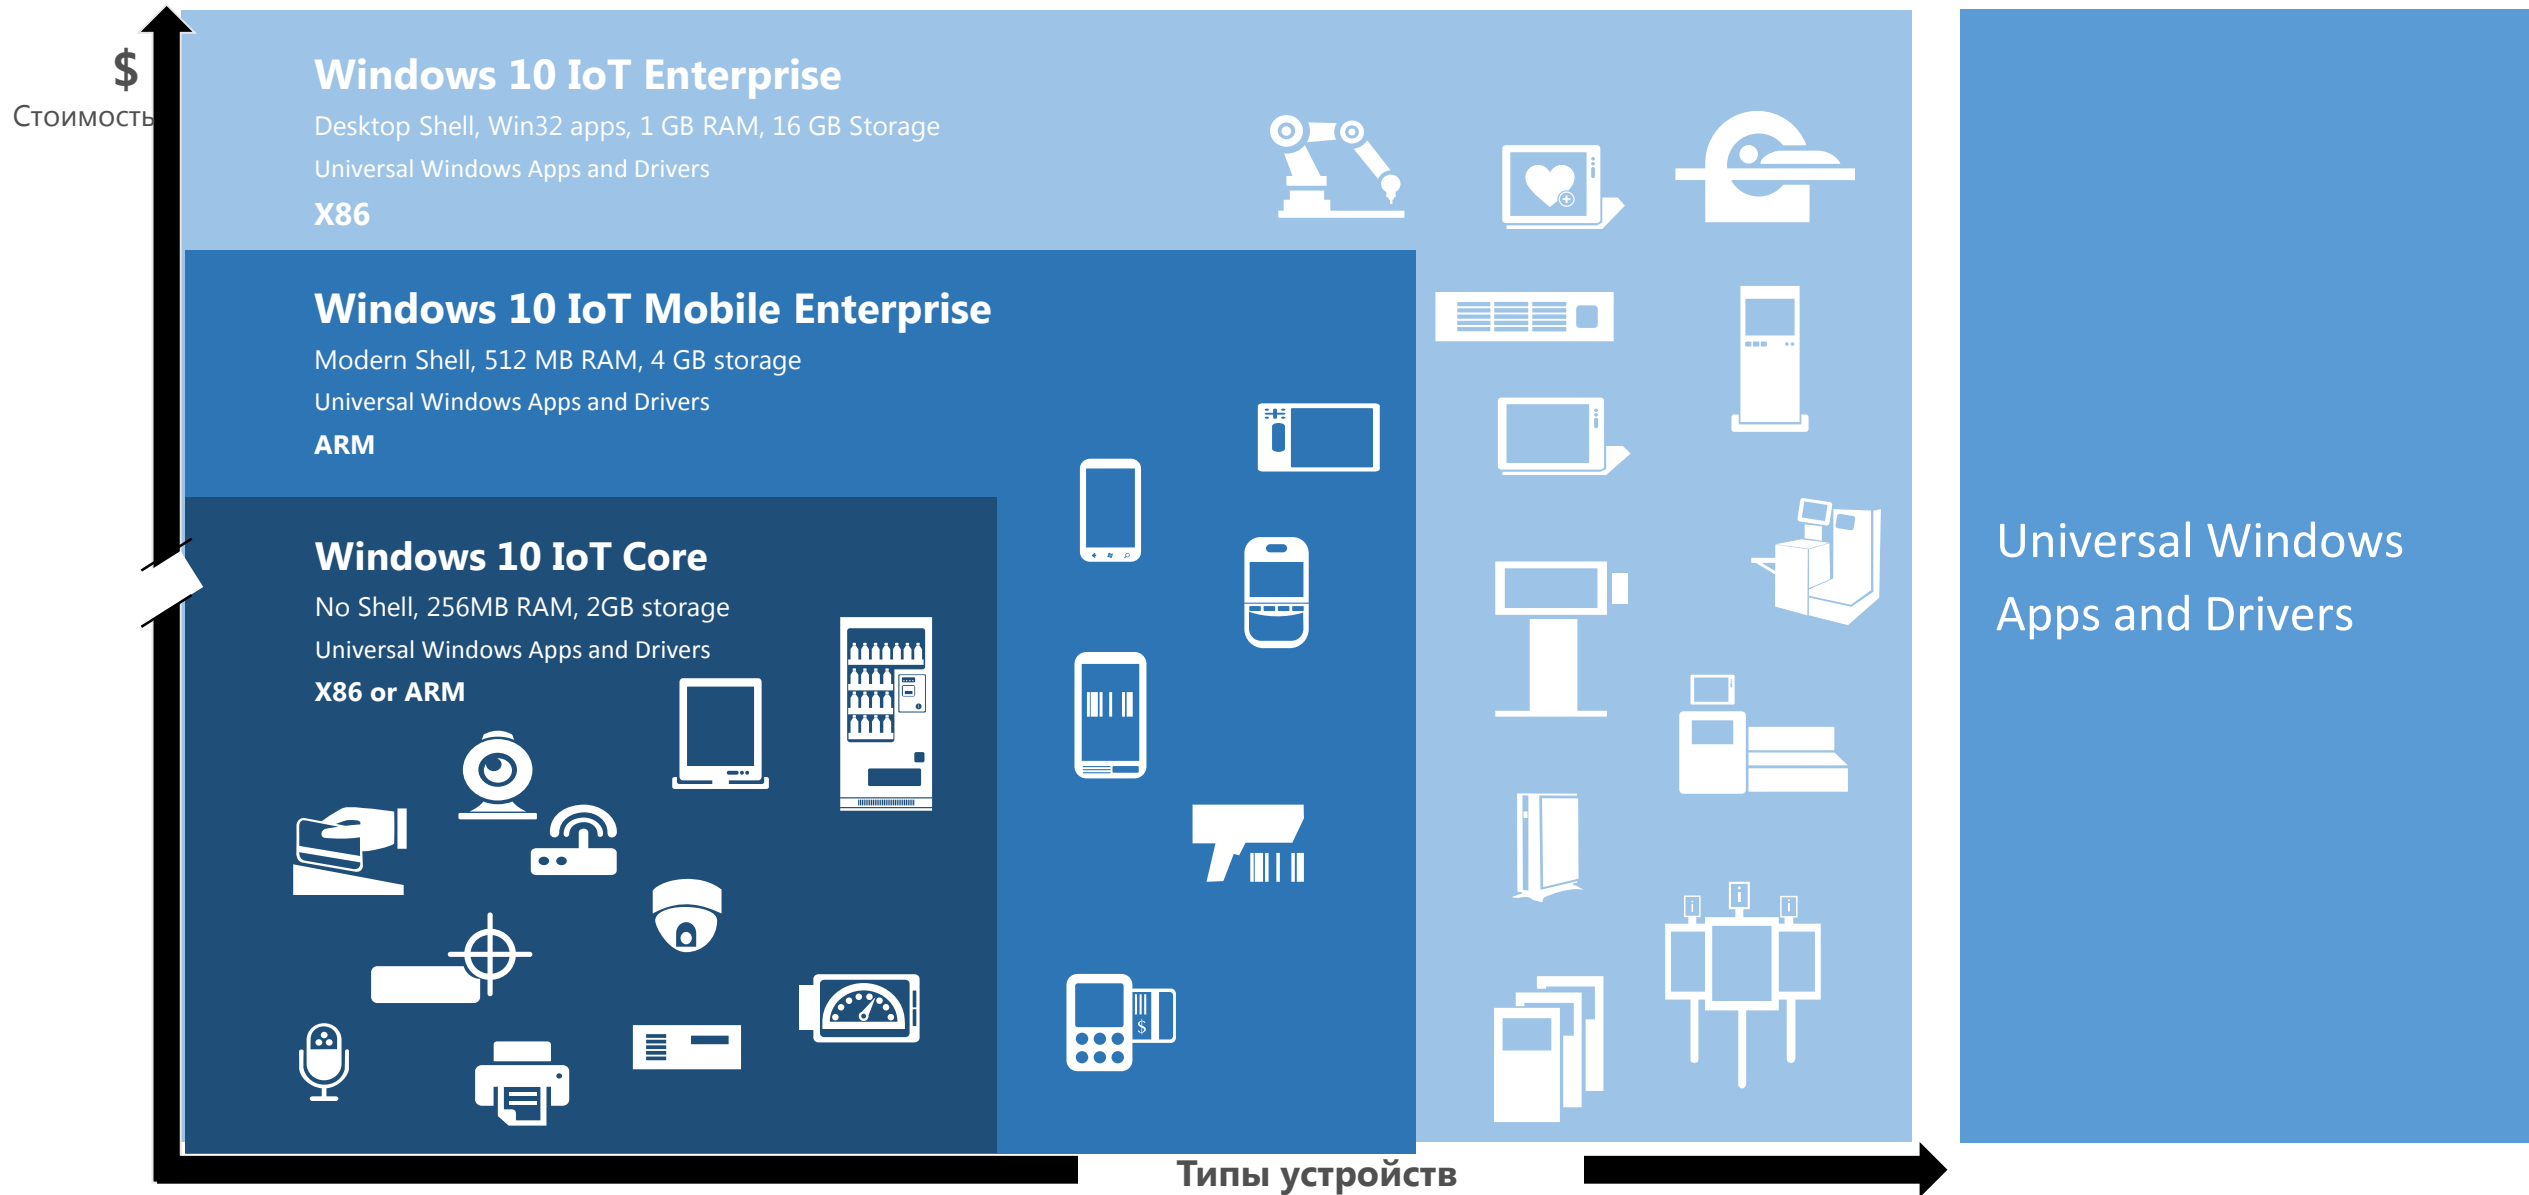 $
Стоимость
Windows 10 IoT Enterprise
Desktop Shell, Win32 apps, 1 GB RAM, 16 GB Storage
Universal Windows Apps and Drivers
X86
Windows 10 IoT Mobile Enterprise
Modern Shell, 512 MB RAM, 4 GB storage
Universal Windows Apps and Drivers
ARM
Windows 10 IoT Core
No Shell, 256MB RAM, 2GB storage
Universal Windows Apps and Drivers
X86 or ARM
$
i
i
i
Universal Windows
Apps and Drivers
Типы устройств